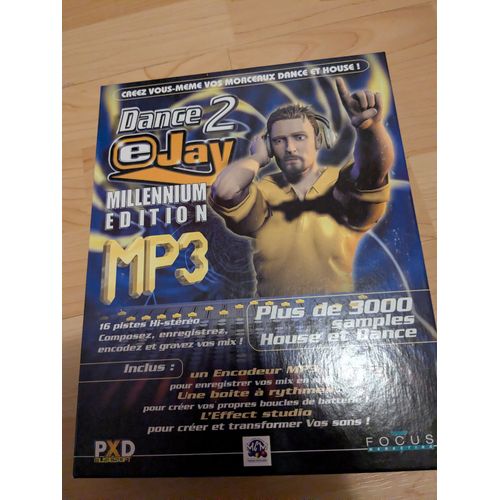 CREEZ VOUS-MEME VOS MORCEAUX DANCE ET HOUSE !
Dance 2
eJay
MILLENNIUM
EDITION
MP3
16 pistes Hi-stéréo
Composez, enregistrez,
encodez et gravez vos mix !
Plus de 3000
samples
House et Dance
Inclus :
un Encodeur MP3
pour enregistrer vos mix en
Une boite à rythmes
pour créer vos propres boucles de batterie
L'Effect studio
pour créer et transformer Vos sons !
PXD
MUSICSOFT
FOCUS
MARKETING